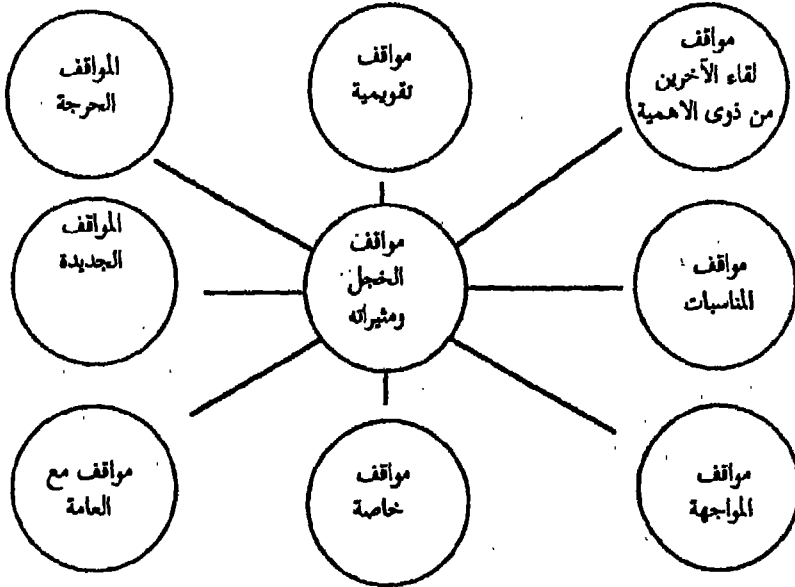 مواقف
لقاء الآخرين
من ذوى الاهمية
مواقف
تقويمية
المواقف
الحرجة
مواقف
المناسبات
مواقف
الخجل
ومثيراته
المواقف
الجديدة
مواقف
المواجهة
مواقف
خاصة
مواقف مع
العامة